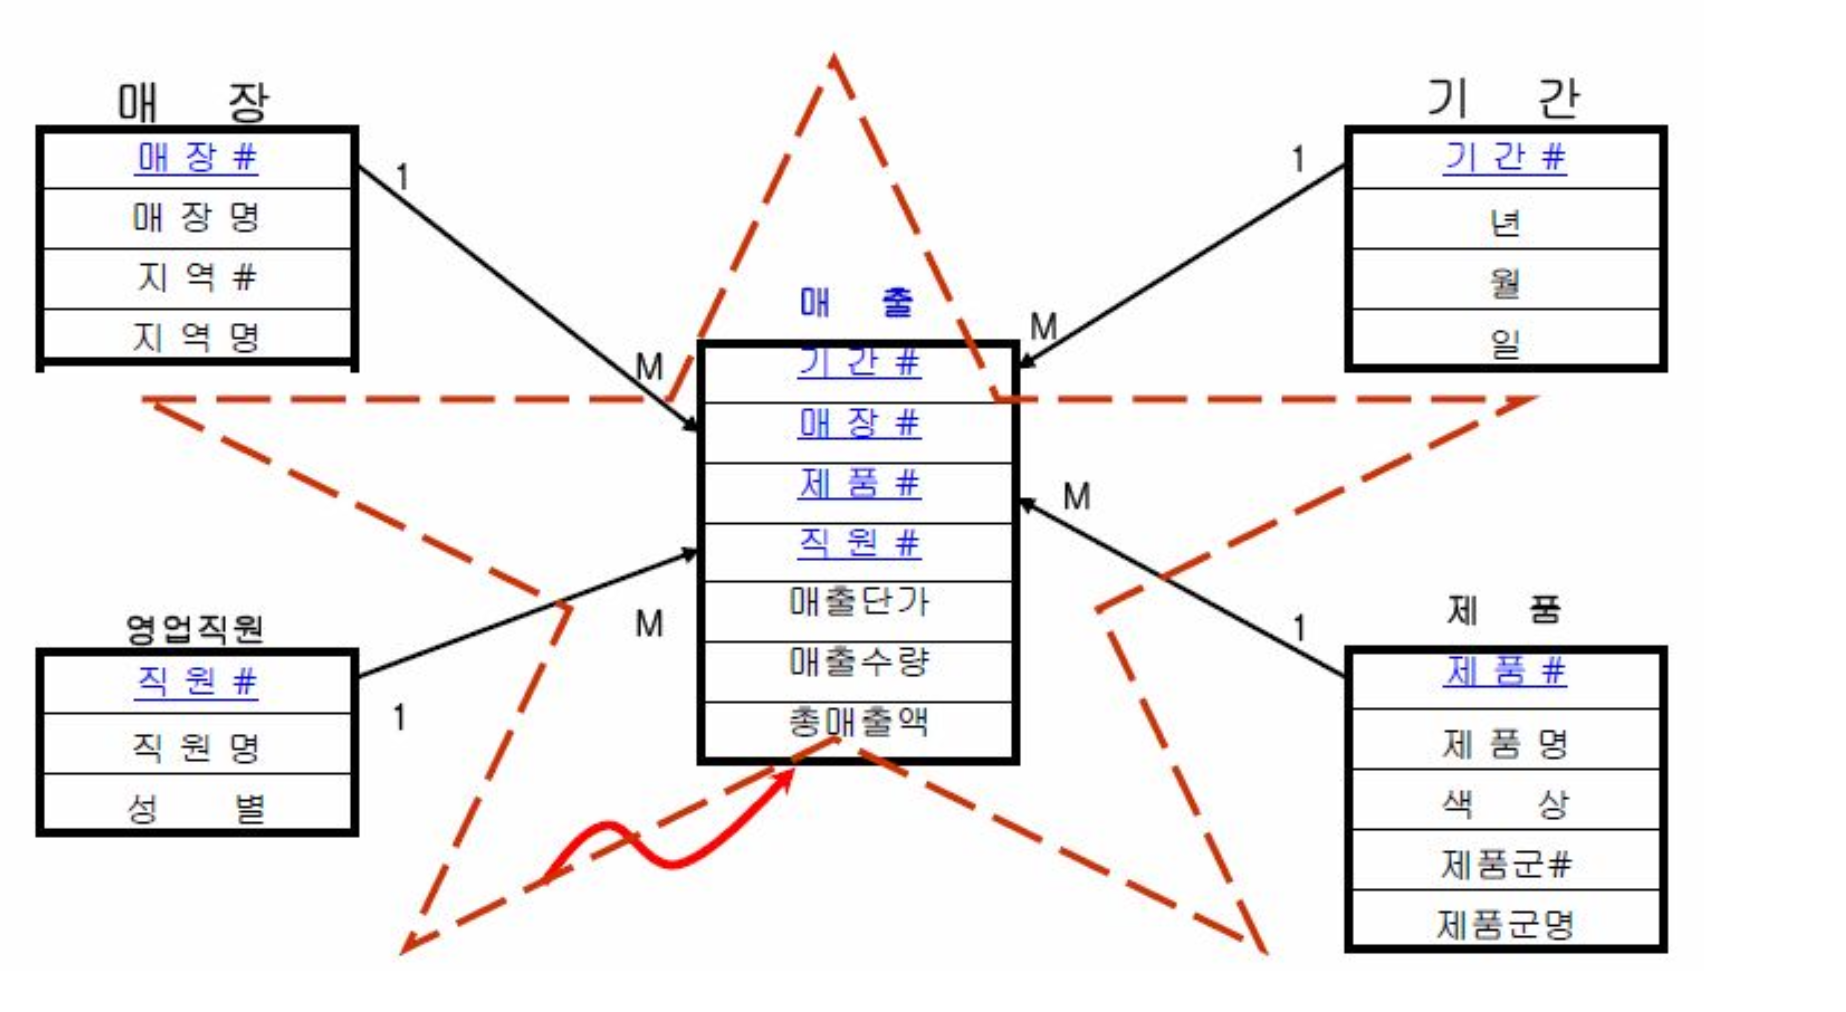 매 장
매 장 #
매 장 명
지 역 #
지 역 명
1
M
기 간
기 간 #
년
월
일
1
M
매 출
기 간 #
매 장 #
제 품 #
직 원 #
매출단가
매출수량
총매출액
영업직원
직 원 #
직 원 명
성 별
1
M
제 품
제 품 #
제 품 명
색 상
제품군#
제품군명
1
M